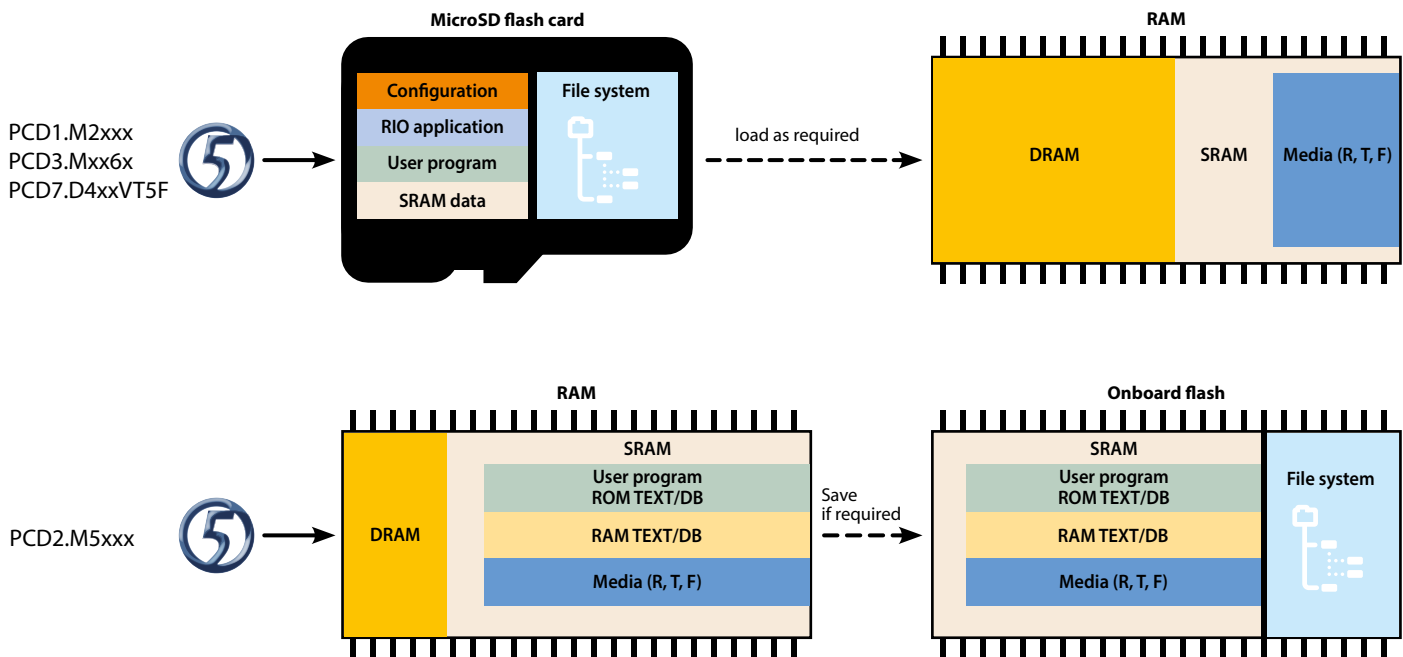 MicroSD flash card
RAM
PCD1.M2xxx
PCD3.Mxx6x
PCD7.D4xxVT5F
5
Configuration
RIO application
User program
SRAM data
File system
load as required
DRAM
SRAM
Media (R, T, F)
RAM
Onboard flash
PCD2.M5xxx
5
DRAM
SRAM
User program
ROM TEXT/DB
RAM TEXT/DB
Media (R, T, F)
Save
if required
SRAM
User program
ROM TEXT/DB
RAM TEXT/DB
Media (R, T, F)
File system